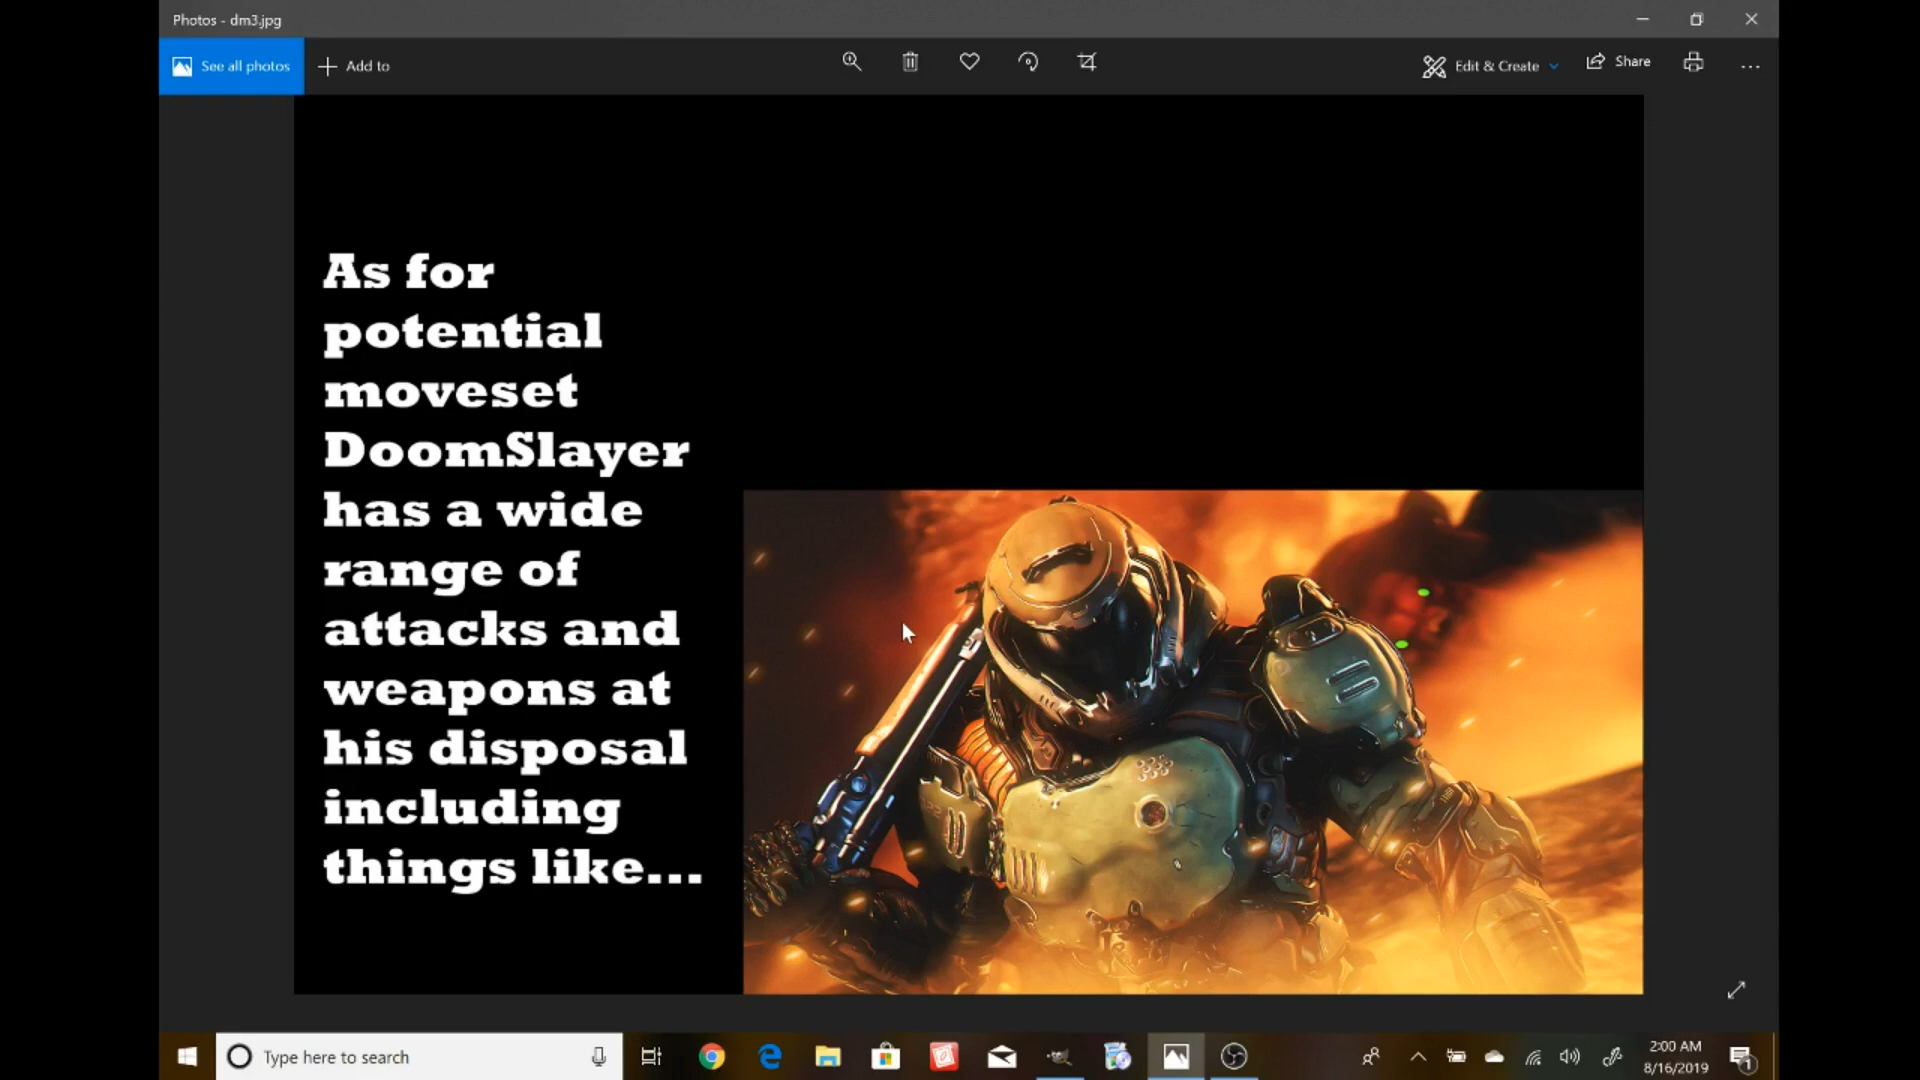 Photos - dm3.jpg
See all photos
Add to
Edit & Create
Share
As for
potential
moveset
DoomSlayer
has a wide
range of
attacks and
weapons at
his disposal
including
things like...
Type here to search
2:00 AM
8/16/2019
1